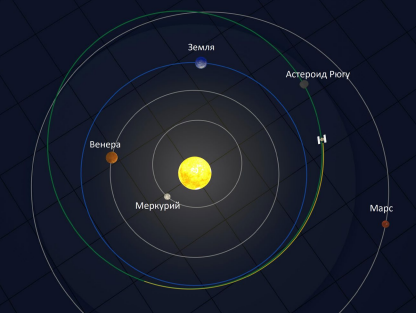 Земля
Астероид Рюгу
Венера
Меркурий
Марс